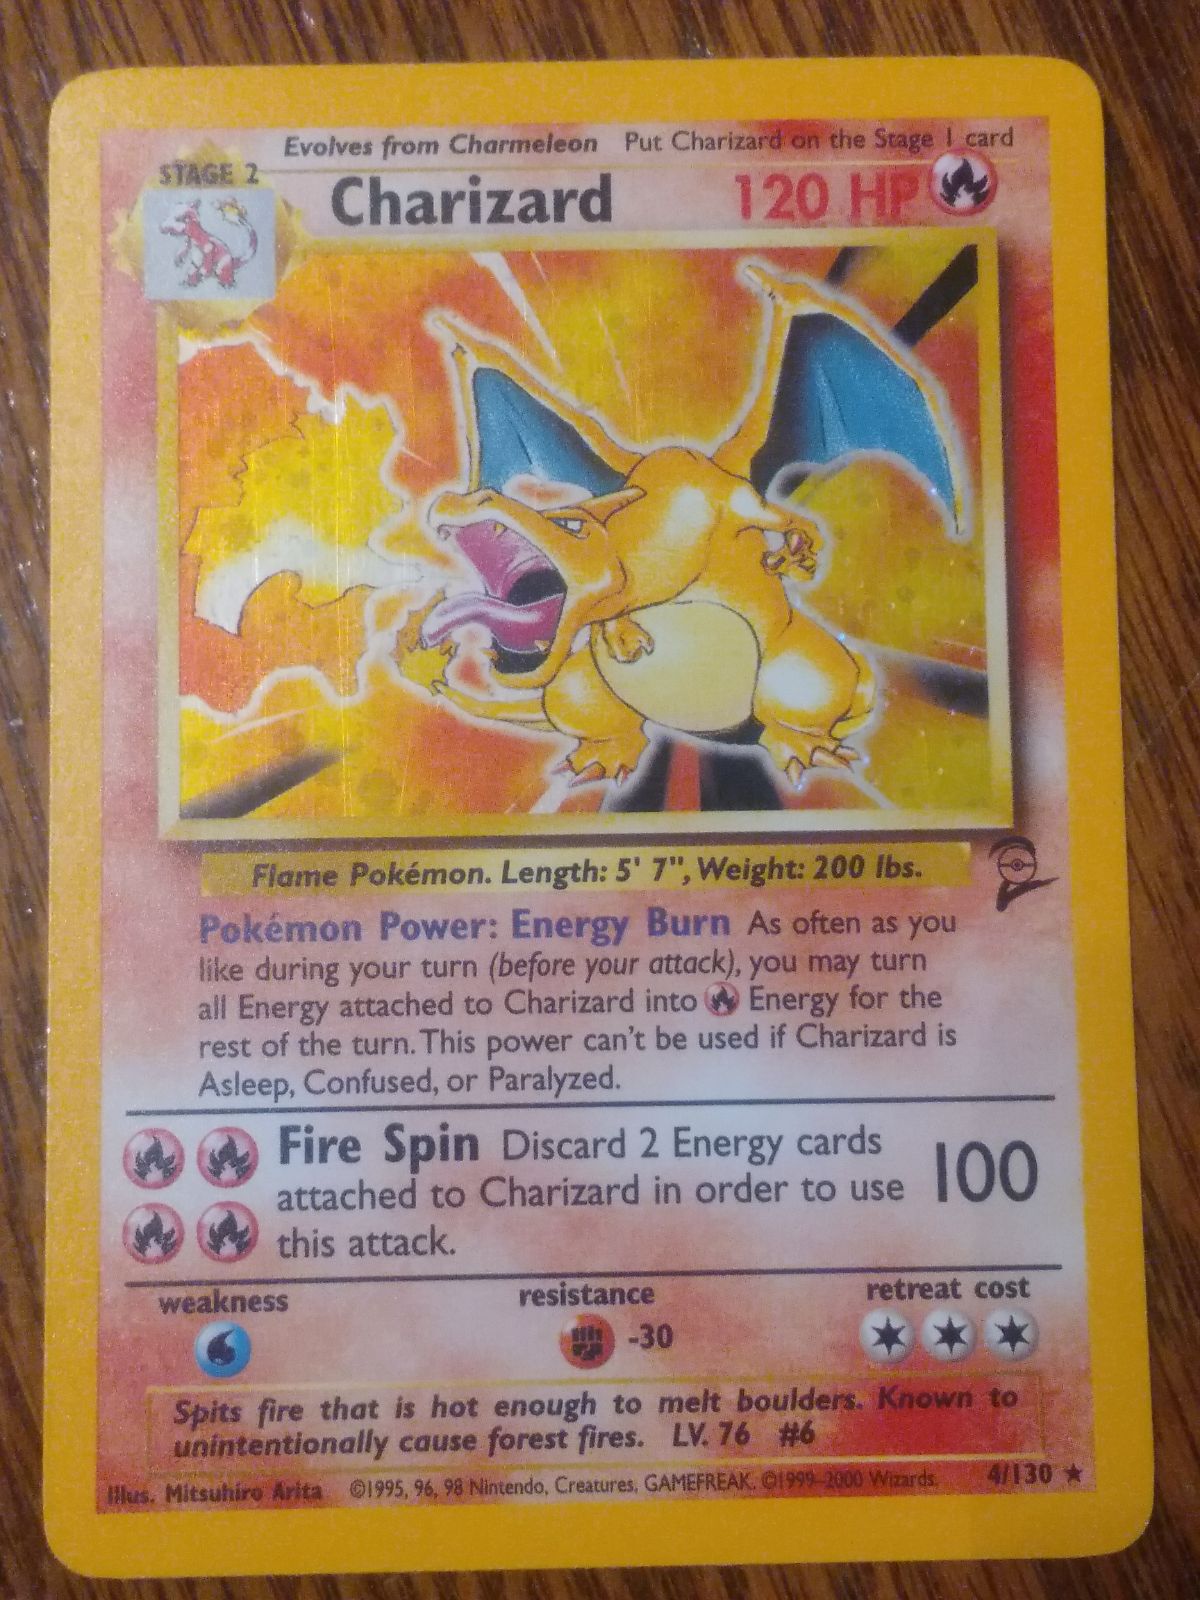 Evolves from Charmeleon Put Charizard on the Stage 1 card
STAGE 2
Charizard 120 HP
Flame Pokémon. Length: 5' 7", Weight: 200 lbs.
Pokémon Power: Energy Burn As often as you
like during your turn (before your attack), you may turn
all Energy attached to Charizard into Energy for the
rest of the turn. This power can't be used if Charizard is
Asleep, Confused, or Paralyzed.
Fire Spin Discard 2 Energy cards
attached to Charizard in order to use
this attack.
100
weakness resistance retreat cost
-30
Spits fire that is hot enough to melt boulders. Known to
unintentionally cause forest fires. LV. 76 #6
Illus. Mitsuhiro Arita ©1995, 96, 98 Nintendo, Creatures, GAMEFREAK. ©1999-2000 Wizards. 4/130 ★